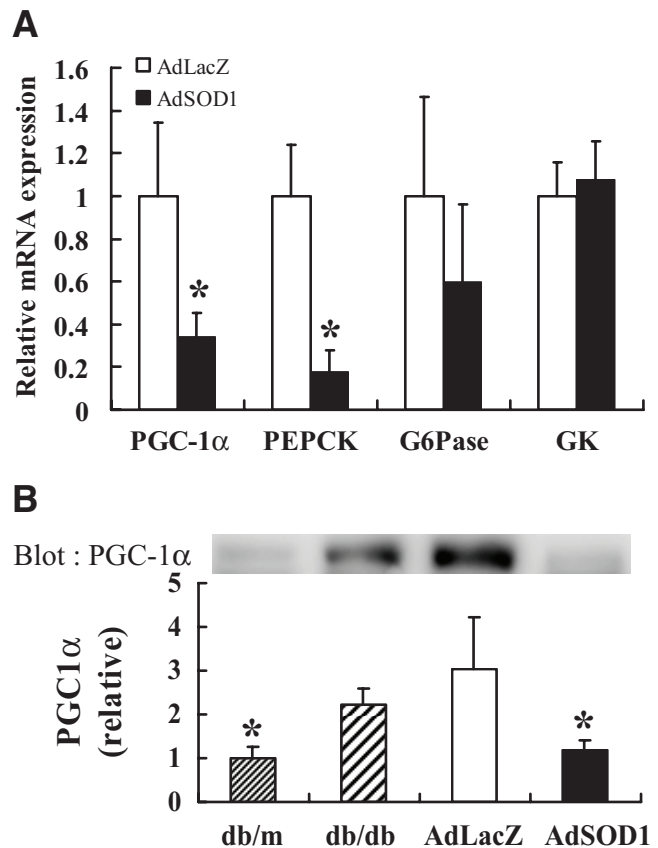 A
Relative mRNA expression
1.6
1.4
1.2
1
0.8
0.6
0.4
0.2
0
AdLacZ
AdSOD1
*
*
PGC-1α PEPCK G6Pase GK
B
Blot : PGC-1α
PGC1α
(relative)
5
4
3
2
1
0
*
*
db/m db/db AdLacZ AdSOD1